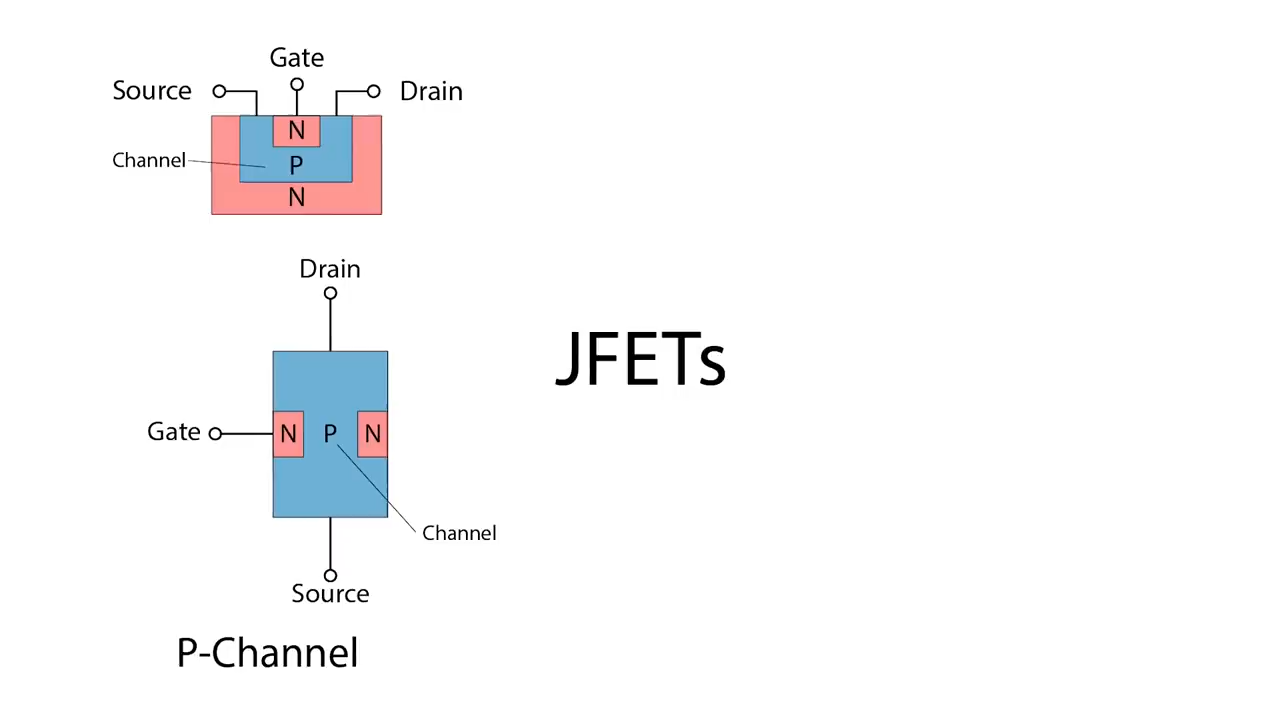 Gate
Source
Drain
N
Channel
P
N
Drain
JFETs
Gate
N
P
N
Channel
Source
P-Channel